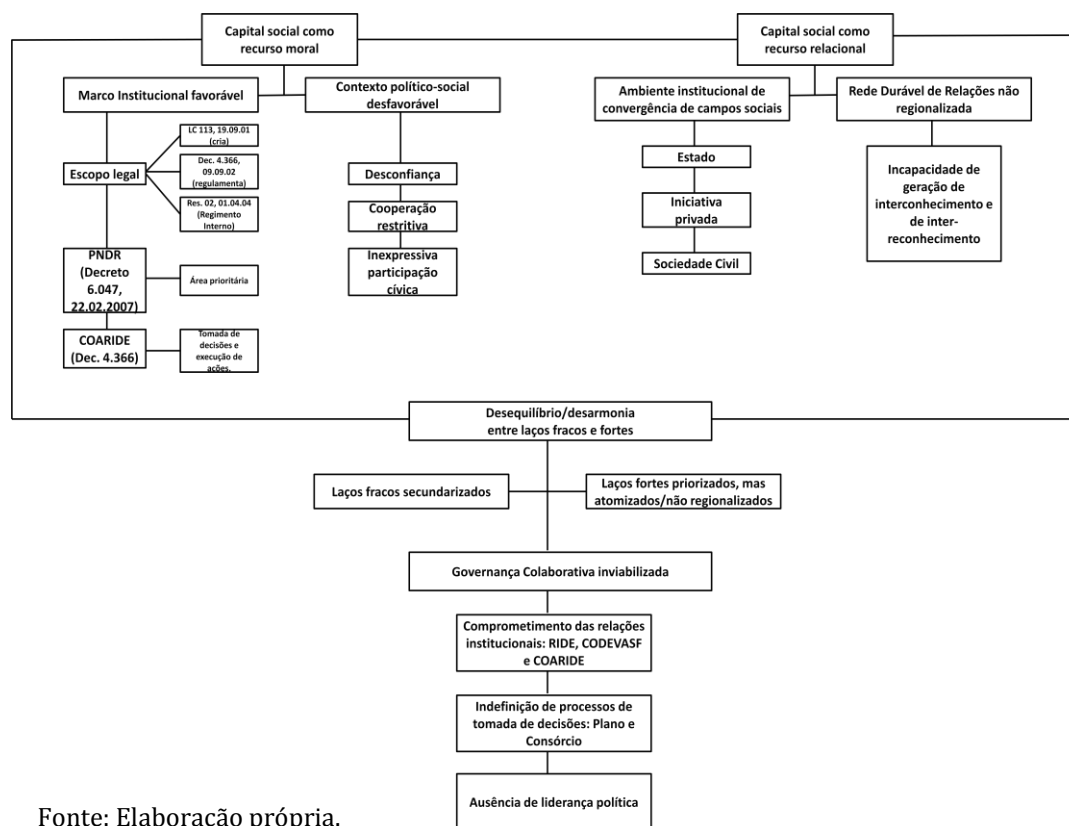 Capital social como
recurso moral
Capital social como
recurso relacional
Marco Institucional favorável
Contexto político-social
desfavorável
Ambiente institucional de
convergência de campos sociais
Rede Durável de Relações não
regionalizada
LC 113, 19.09.01
(cria)
Escopo legal
Dec. 4.366,
09.09.02
(regulamenta)
Res. 02, 01.04.04
(Regimento
Interno)
Desconfiança
Cooperação
restritiva
Inexpressiva
participação
cívica
Estado
Iniciativa
privada
Sociedade Civil
Incapacidade de
geração de
interconhecimento e
de inter-
reconhecimento
PNDR
(Decreto
6.047,
22.02.2007)
Área prioritária
COARIDE
(Dec. 4.366)
Tomada de
decisões e
execução de
ações.
Desequilíbrio/desarmonia
entre laços fracos e fortes
Laços fracos secundarizados
Laços fortes priorizados, mas
atomizados/não regionalizados
Governança Colaborativa inviabilizada
Comprometimento das relações
institucionais: RIDE, CODEVASF
e COARIDE
Indefinição de processos de
tomada de decisões: Plano e
Consórcio
Ausência de liderança política
Fonte: Elaboração própria.